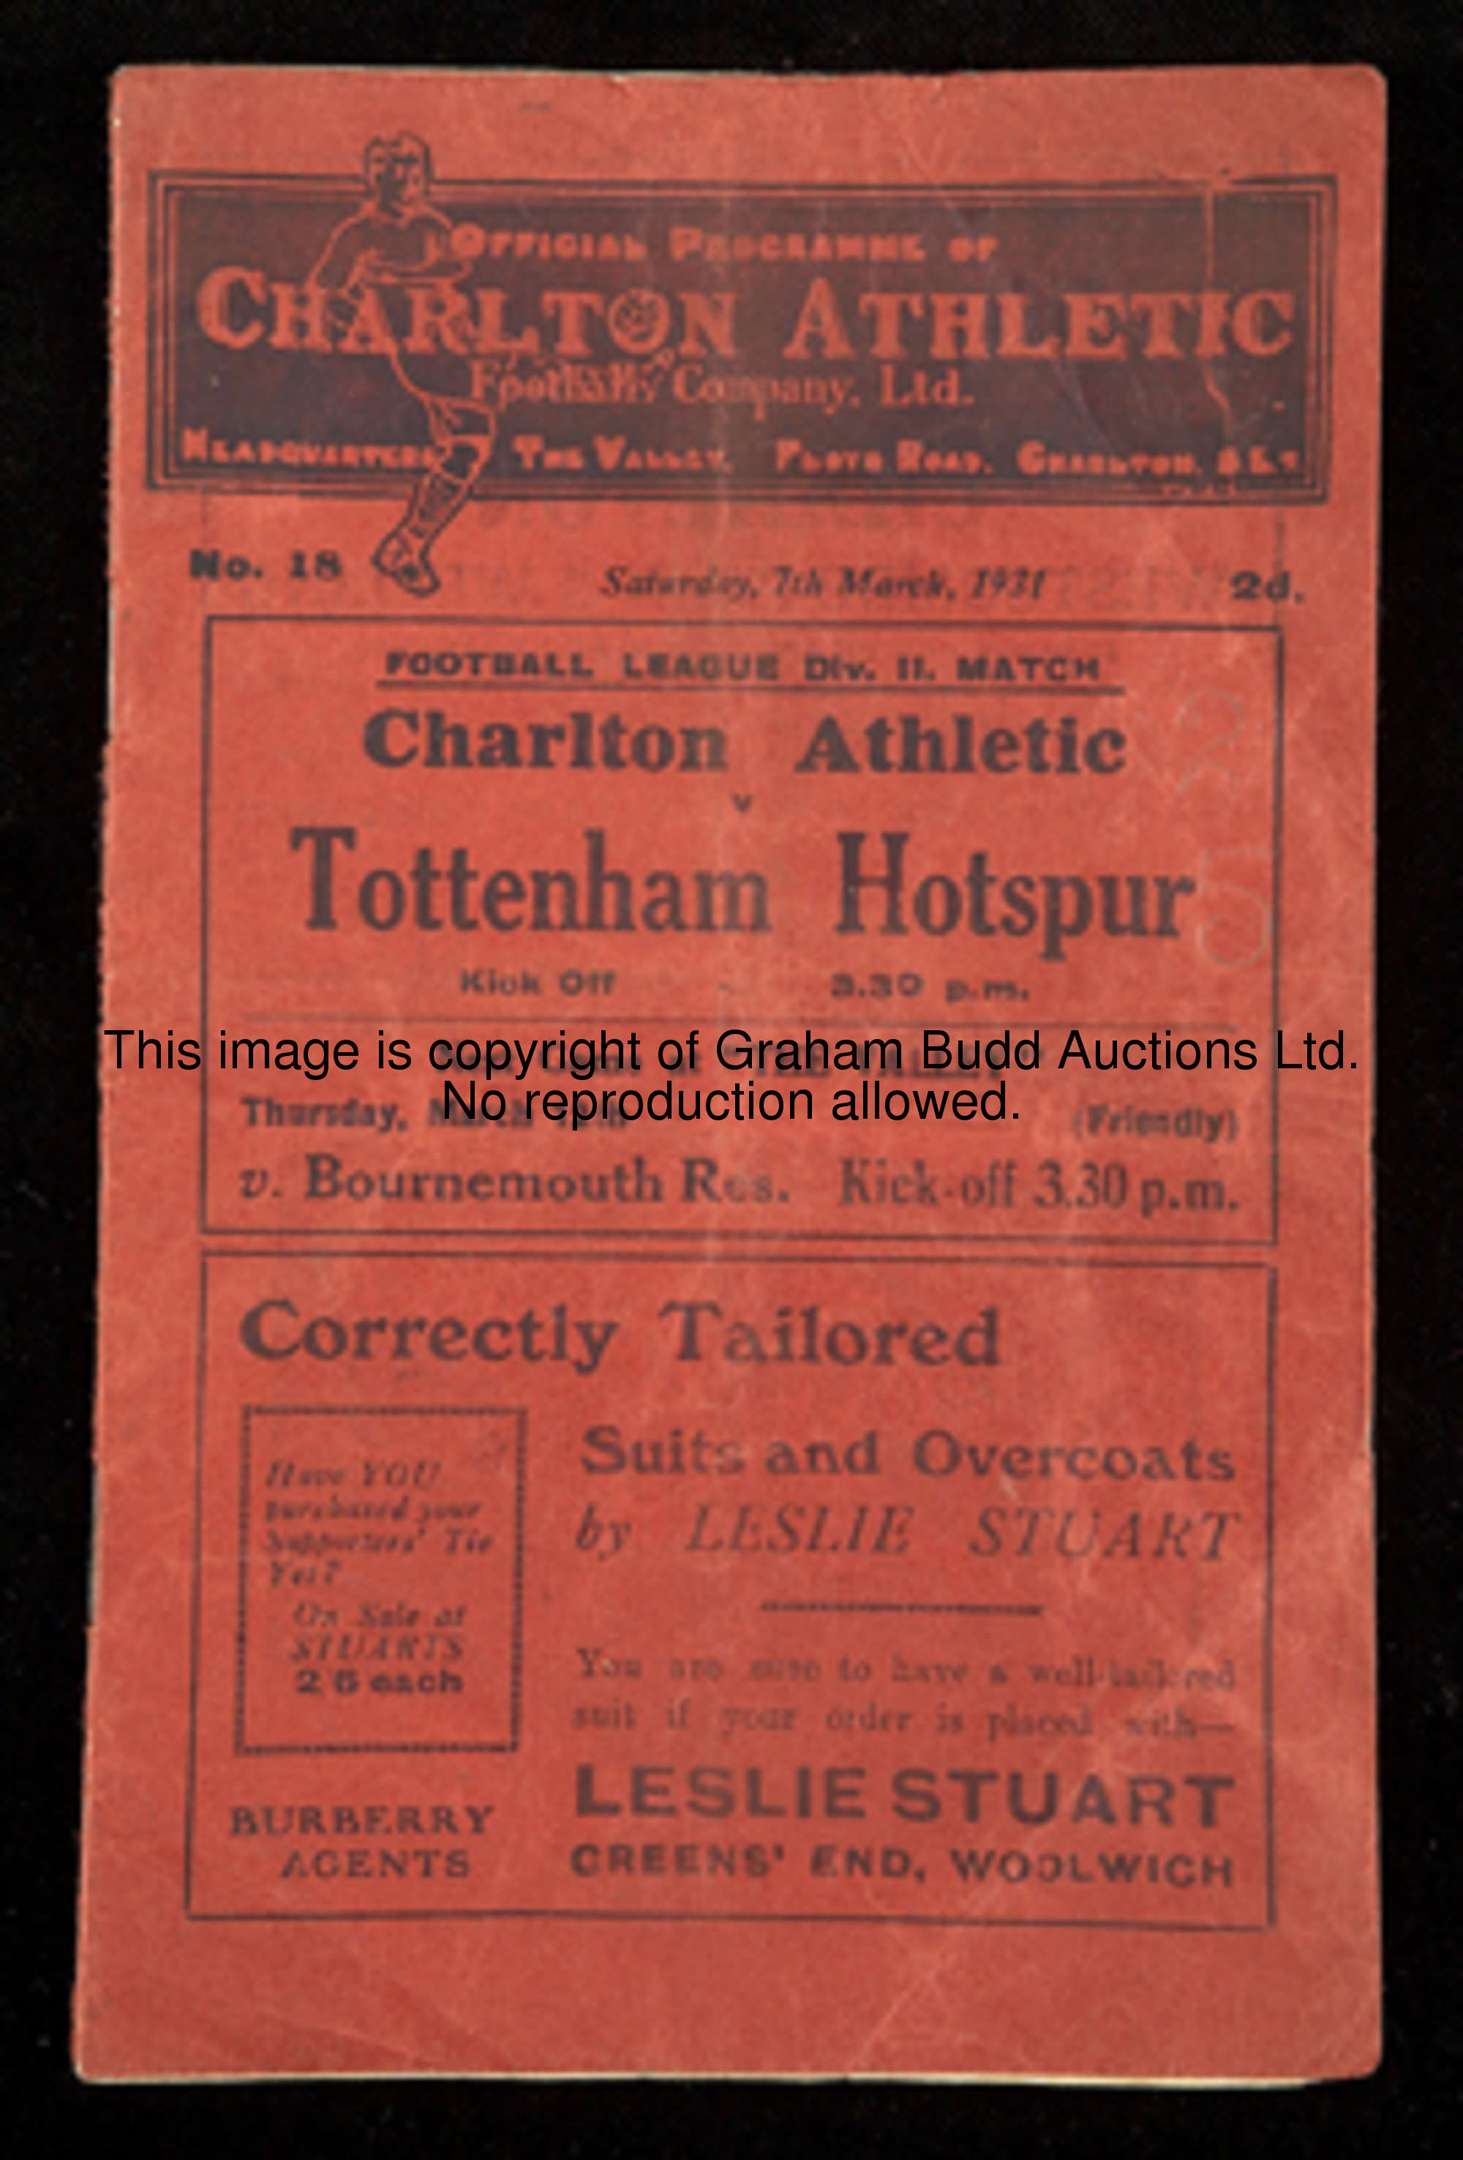 OFFICIAL PROGRAMME OF
CHARLTON ATHLETIC
Football Company, Ltd.
HEADQUARTERS THE VALLEY, FLOYD ROAD, CHARLTON, S.E.7
No. 18
Saturday, 7th March, 1931
2d.
FOOTBALL LEAGUE Div. II. MATCH
Charlton Athletic
v
Tottenham Hotspur
Kick Off - 3.30 p.m.
This image is copyright of Graham Budd Auctions Ltd.
No reproduction allowed.
Thursday, March (Friendly)
v. Bournemouth Res. Kick-off 3.30 p.m.
Correctly Tailored
Have YOU
purchased your
Supporters' Tie
Yet?
On Sale at
STUARTS
2/6 each
BURBERRY
AGENTS
Suits and Overcoats
by LESLIE STUART
You are sure to have a well-tailored
suit if your order is placed with—
LESLIE STUART
GREENS' END, WOOLWICH